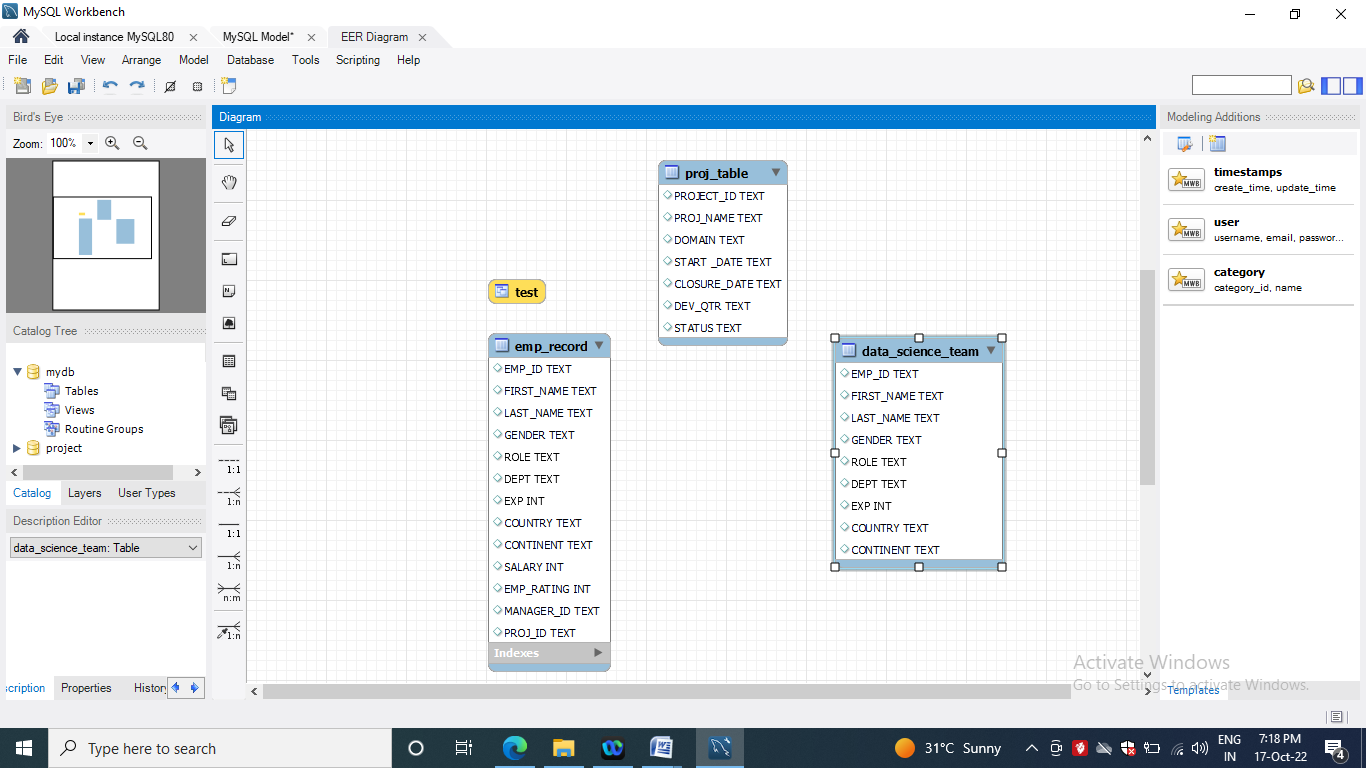 MySQL Workbench
Local instance MySQL80
MySQL Model*
EER Diagram
File Edit View Arrange Model Database Tools Scripting Help
Bird's Eye
Zoom: 100%
Catalog Tree
mydb
Tables
Views
Routine Groups
project
Catalog Layers User Types
Description Editor
data_science_team: Table
scription Properties History
Diagram
1:1
1:n
1:1
1:n
n:m
1:n
proj_table
PROJECT_ID TEXT
PROJ_NAME TEXT
DOMAIN TEXT
START _DATE TEXT
CLOSURE_DATE TEXT
DEV_QTR TEXT
STATUS TEXT
test
emp_record
EMP_ID TEXT
FIRST_NAME TEXT
LAST_NAME TEXT
GENDER TEXT
ROLE TEXT
DEPT TEXT
EXP INT
COUNTRY TEXT
CONTINENT TEXT
SALARY INT
EMP_RATING INT
MANAGER_ID TEXT
PROJ_ID TEXT
Indexes
data_science_team
EMP_ID TEXT
FIRST_NAME TEXT
LAST_NAME TEXT
GENDER TEXT
ROLE TEXT
DEPT TEXT
EXP INT
COUNTRY TEXT
CONTINENT TEXT
Modeling Additions
MWB
timestamps
create_time, update_time
MWB
user
username, email, passwor...
MWB
category
category_id, name
Activate Windows
Go to Settings to activate Windows.
Templates
Type here to search
31°C Sunny
ENG
IN
7:18 PM
17-Oct-22
4